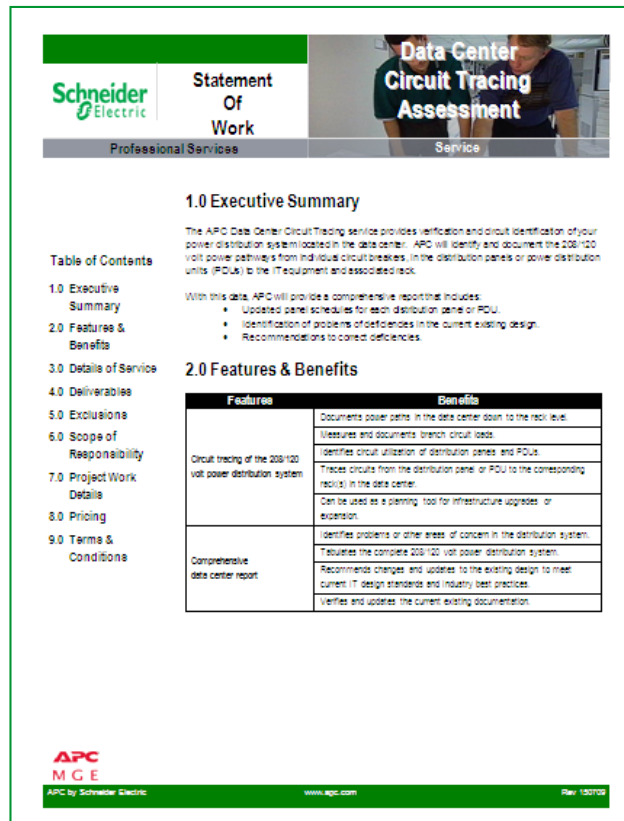 Schneider
Electric
Statement
Of
Work
Data Center
Circuit Tracing
Assessment
Professional Services
Service
Table of Contents
1.0 Executive
Summary
2.0 Features &
Benefits
3.0 Details of Service
4.0 Deliverables
5.0 Exclusions
6.0 Scope of
Responsibility
7.0 Project Work
Details
8.0 Pricing
9.0 Terms &
Conditions
1.0 Executive Summary
The APC Data Center Circuit Tracing service provides verification and circuit identification of your
power distribution system located in the data center. APC will identify and document the 208/120
volt power pathways from individual circuit breakers, in the distribution panels or power distribution
units (PDUs) to the IT equipment and associated rack.
With this data, APC will provide a comprehensive report that includes:
• Updated panel schedules for each distribution panel or PDU.
• Identification of problems of deficiencies in the current existing design.
• Recommendations to correct deficiencies.
2.0 Features & Benefits
Features Benefits
Circuit tracing of the 208/120
volt power distribution system
Documents power paths in the data center down to the rack level.
Measures and documents branch circuit loads.
Identifies circuit utilization of distribution panels and PDUs.
Traces circuits from the distribution panel or PDU to the corresponding
rack(s) in the data center.
Can be used as a planning tool for infrastructure upgrades or
expansion.
Comprehensive
data center report
Identifies problems or other areas of concern in the distribution system.
Tabulates the complete 208/120 volt power distribution system.
Recommends changes and updates to the existing design to meet
current IT design standards and industry best practices.
Verifies and updates the current existing documentation.
APC
MGE
APC by Schneider Electric www.apc.com Rev 150709